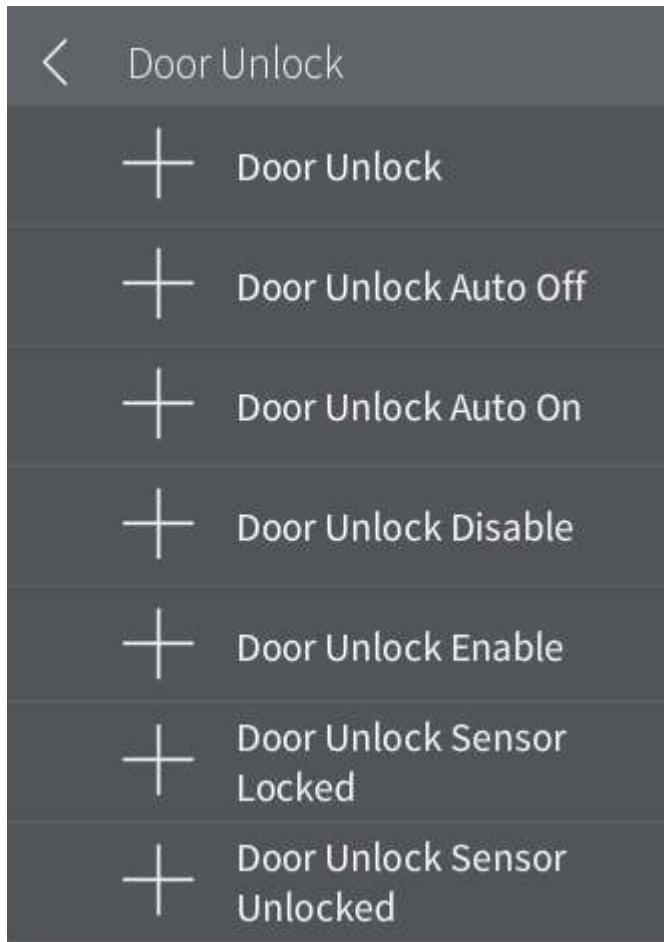 Door Unlock
Door Unlock
Door Unlock Auto Off
Door Unlock Auto On
Door Unlock Disable
Door Unlock Enable
Door Unlock Sensor
Locked
Door Unlock Sensor
Unlocked